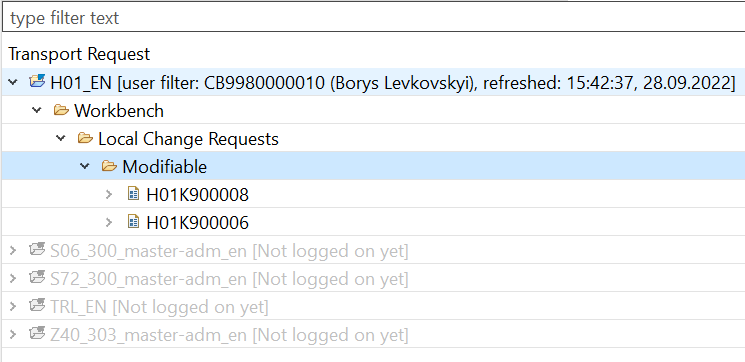 type filter text
Transport Request
H01_EN [user filter: CB9980000010 (Borys Levkovskyi), refreshed: 15:42:37, 28.09.2022]
Workbench
Local Change Requests
Modifiable
H01K900008
H01K900006
S06_300_master-adm_en [Not logged on yet]
S72_300_master-adm_en [Not logged on yet]
TRL_EN [Not logged on yet]
Z40_303_master-adm_en [Not logged on yet]